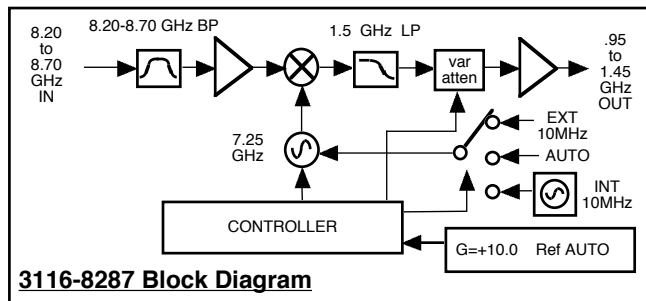 8.20
to
8.70
GHz
IN
8.20-8.70 GHz BP
1.5 GHz LP
var
atten
.95
to
1.45
GHz
OUT
7.25
GHz
EXT
10MHz
AUTO
INT
10MHz
CONTROLLER
G=+10.0 Ref AUTO
3116-8287 Block Diagram